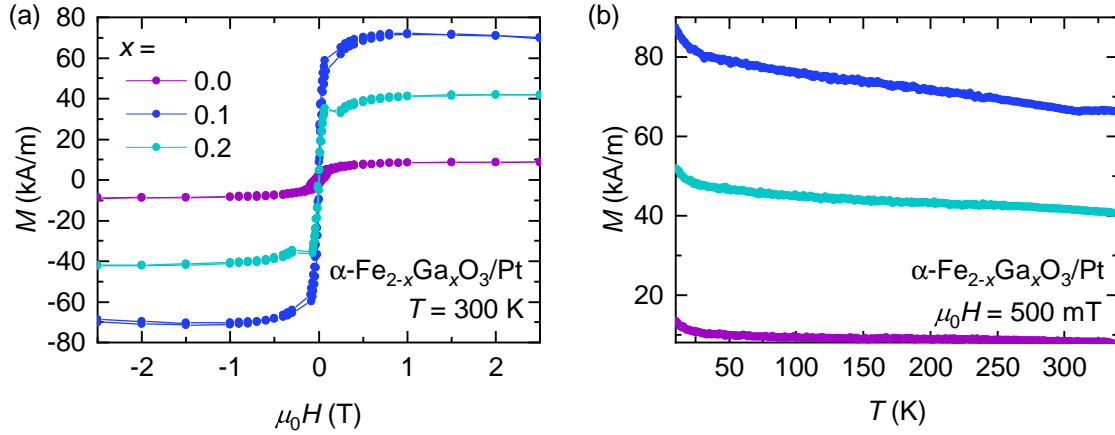 (a)
80
60
40
20
0
-20
-40
-60
-80
M (kA/m)
x =
0.0
0.1
0.2
α-Fe2-xGaxO3/Pt
T = 300 K
-2 -1 0 1 2
μ0H (T)
(b)
80
60
40
20
M (kA/m)
α-Fe2-xGaxO3/Pt
μ0H = 500 mT
50 100 150 200 250 300
T (K)